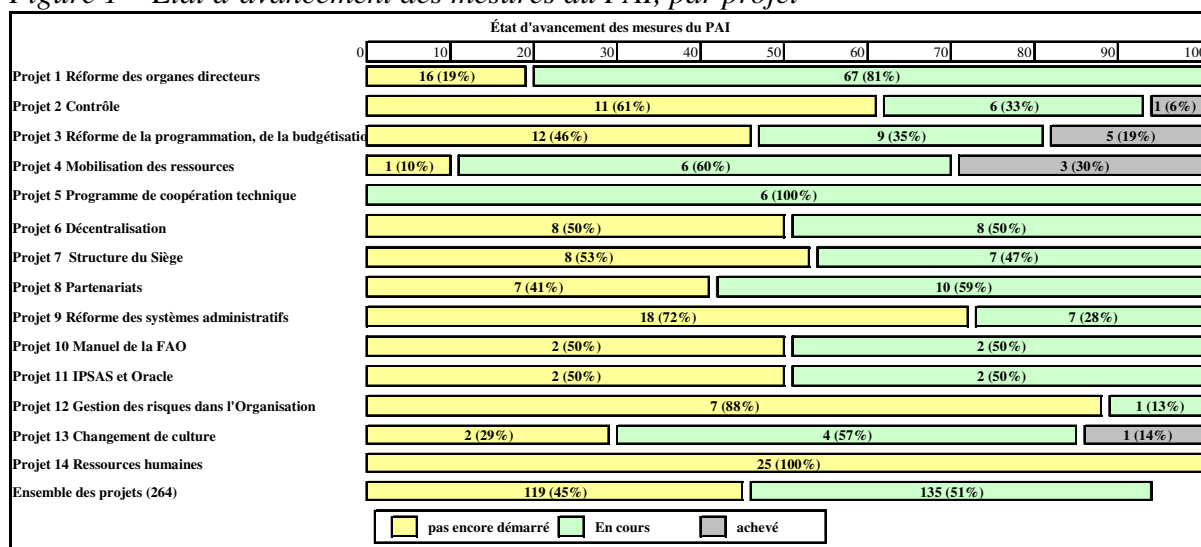 Figure 1 – État d'avancement des mesures du PAI, par projet
État d'avancement des mesures du PAI
0 10 20 30 40 50 60 70 80 90 100
Projet 1 Réforme des organes directeurs 16 (19%) 67 (81%)
Projet 2 Contrôle 11 (61%) 6 (33%) 1 (6%)
Projet 3 Réforme de la programmation, de la budgétisatio 12 (46%) 9 (35%) 5 (19%)
Projet 4 Mobilisation des ressources 1 (10%) 6 (60%) 3 (30%)
Projet 5 Programme de coopération technique 6 (100%)
Projet 6 Décentralisation 8 (50%) 8 (50%)
Projet 7 Structure du Siège 8 (53%) 7 (47%)
Projet 8 Partenariats 7 (41%) 10 (59%)
Projet 9 Réforme des systèmes administratifs 18 (72%) 7 (28%)
Projet 10 Manuel de la FAO 2 (50%) 2 (50%)
Projet 11 IPSAS et Oracle 2 (50%) 2 (50%)
Projet 12 Gestion des risques dans l'Organisation 7 (88%) 1 (13%)
Projet 13 Changement de culture 2 (29%) 4 (57%) 1 (14%)
Projet 14 Ressources humaines 25 (100%)
Ensemble des projets (264) 119 (45%) 135 (51%)
pas encore démarré En cours achevé